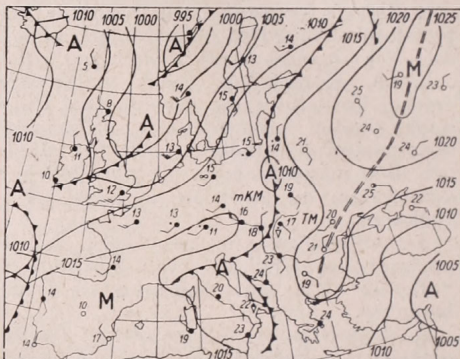 1010 1005 1000 995 1000 1005 1010 1020 1025
A A 1015 M
5 13 14 19 23
8 14 15 25
1010 A 24 1020
11 13 15 14 21 24
10 ∞ 15 A 1010
A 12 14 mKM 19 25 1015
13 13 11 16 18 17 TM 20 22 1010
1010 1015 23 21
14 A 24 19 1005
14 M 10 20 22 A
14 17 19 23 24
1015 1010 1005